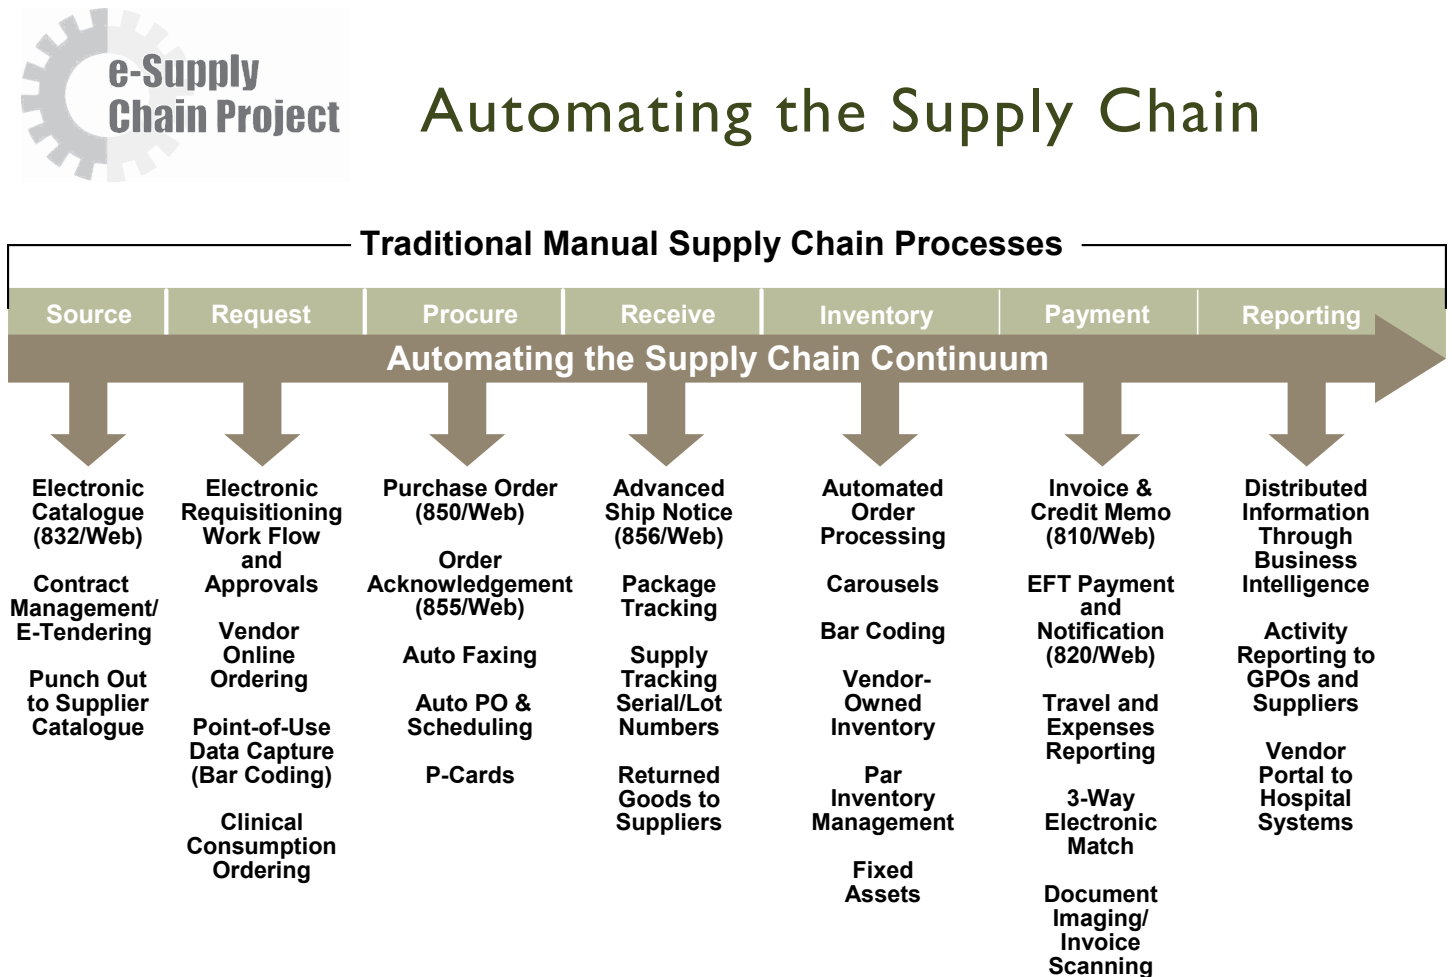 e-Supply
Chain Project
Automating the Supply Chain
Traditional Manual Supply Chain Processes
Source
Request
Procure
Receive
Inventory
Payment
Reporting
Automating the Supply Chain Continuum
Electronic
Catalogue
(832/Web)
Contract
Management/
E-Tendering
Punch Out
to Supplier
Catalogue
Electronic
Requisitioning
Work Flow
and
Approvals
Vendor
Online
Ordering
Point-of-Use
Data Capture
(Bar Coding)
Clinical
Consumption
Ordering
Purchase Order
(850/Web)
Order
Acknowledgement
(855/Web)
Auto Faxing
Auto PO &
Scheduling
P-Cards
Advanced
Ship Notice
(856/Web)
Package
Tracking
Supply
Tracking
Serial/Lot
Numbers
Returned
Goods to
Suppliers
Automated
Order
Processing
Carousels
Bar Coding
Vendor-
Owned
Inventory
Par
Inventory
Management
Fixed
Assets
Invoice &
Credit Memo
(810/Web)
EFT Payment
and
Notification
(820/Web)
Travel and
Expenses
Reporting
3-Way
Electronic
Match
Document
Imaging/
Invoice
Scanning
Distributed
Information
Through
Business
Intelligence
Activity
Reporting to
GPOs and
Suppliers
Vendor
Portal to
Hospital
Systems